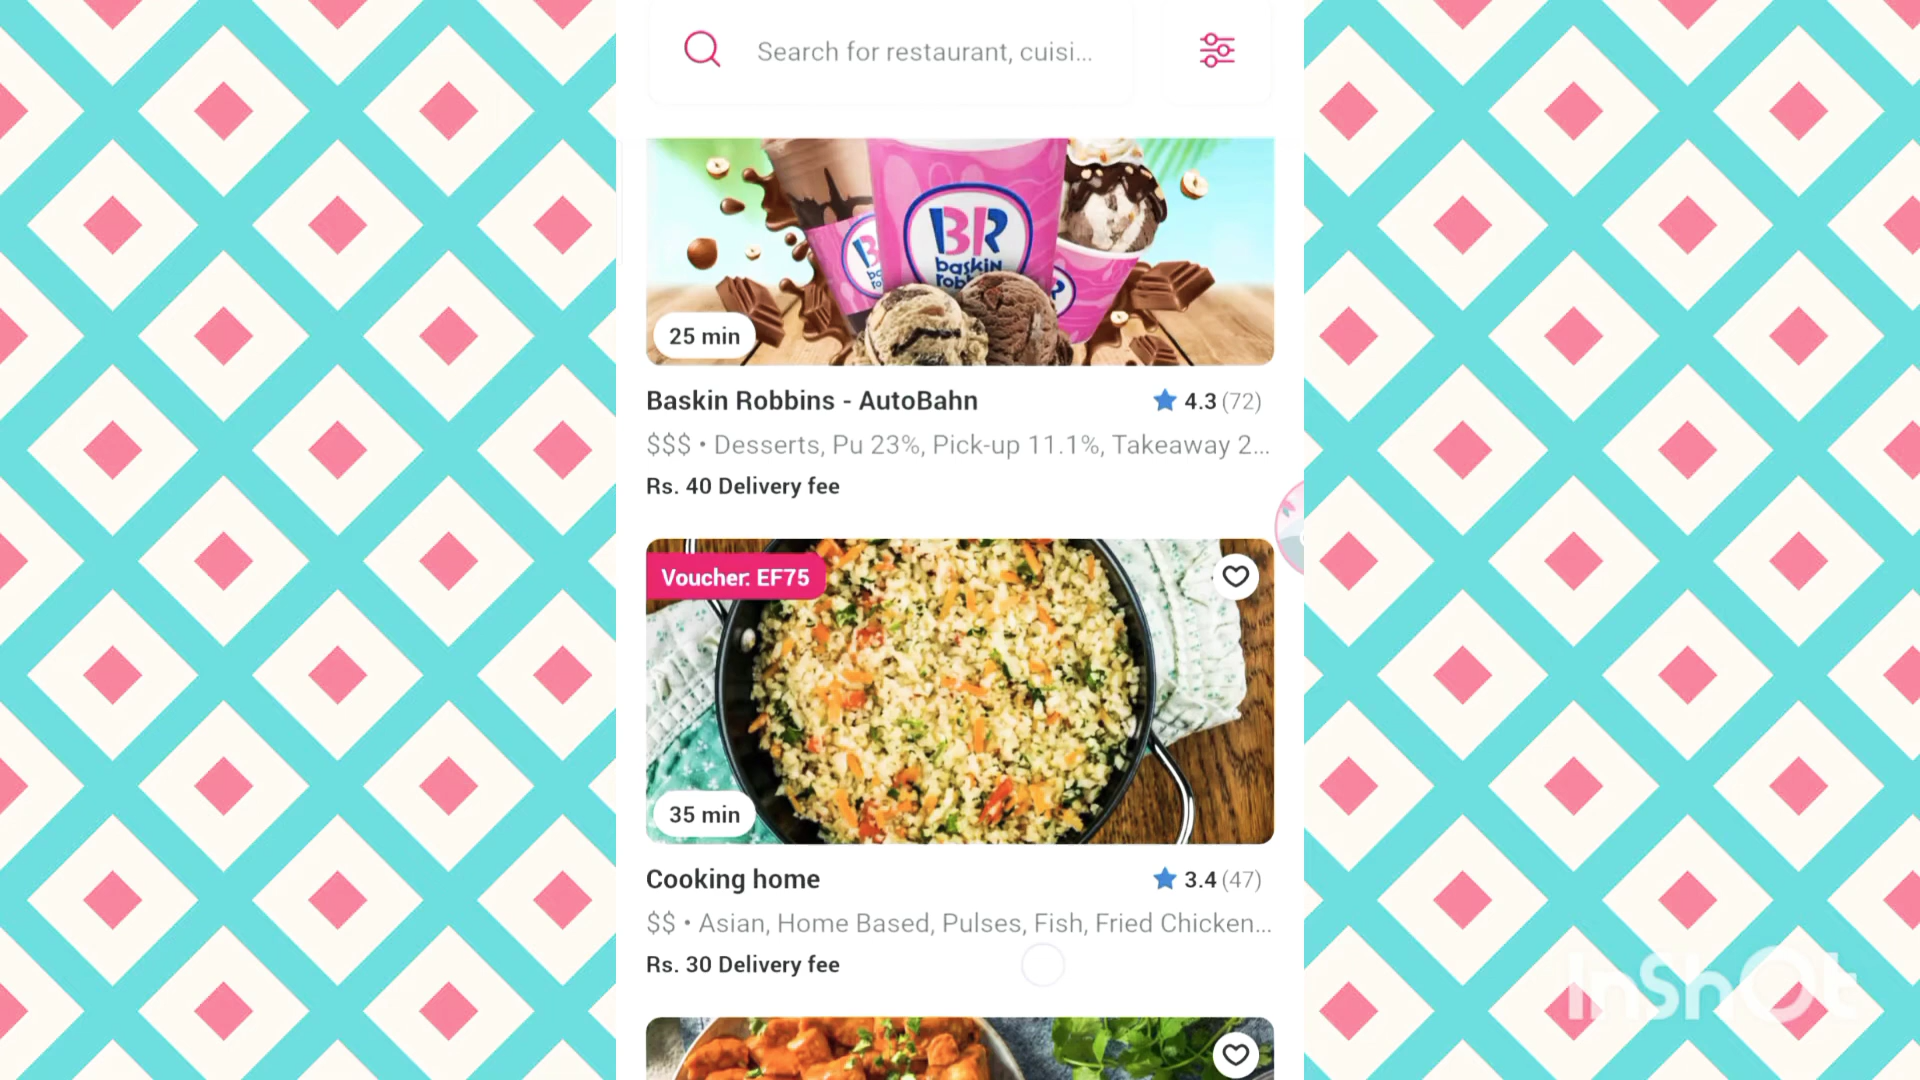 Search for restaurant, cuisi...
BR
baskin
25 min
Baskin Robbins - AutoBahn
4.3 (72)
$$$ • Desserts, Pu 23%, Pick-up 11.1%, Takeaway 2...
Rs. 40 Delivery fee
Voucher: EF75
35 min
Cooking home
3.4 (47)
$$ • Asian, Home Based, Pulses, Fish, Fried Chicken...
Rs. 30 Delivery fee
InShOt